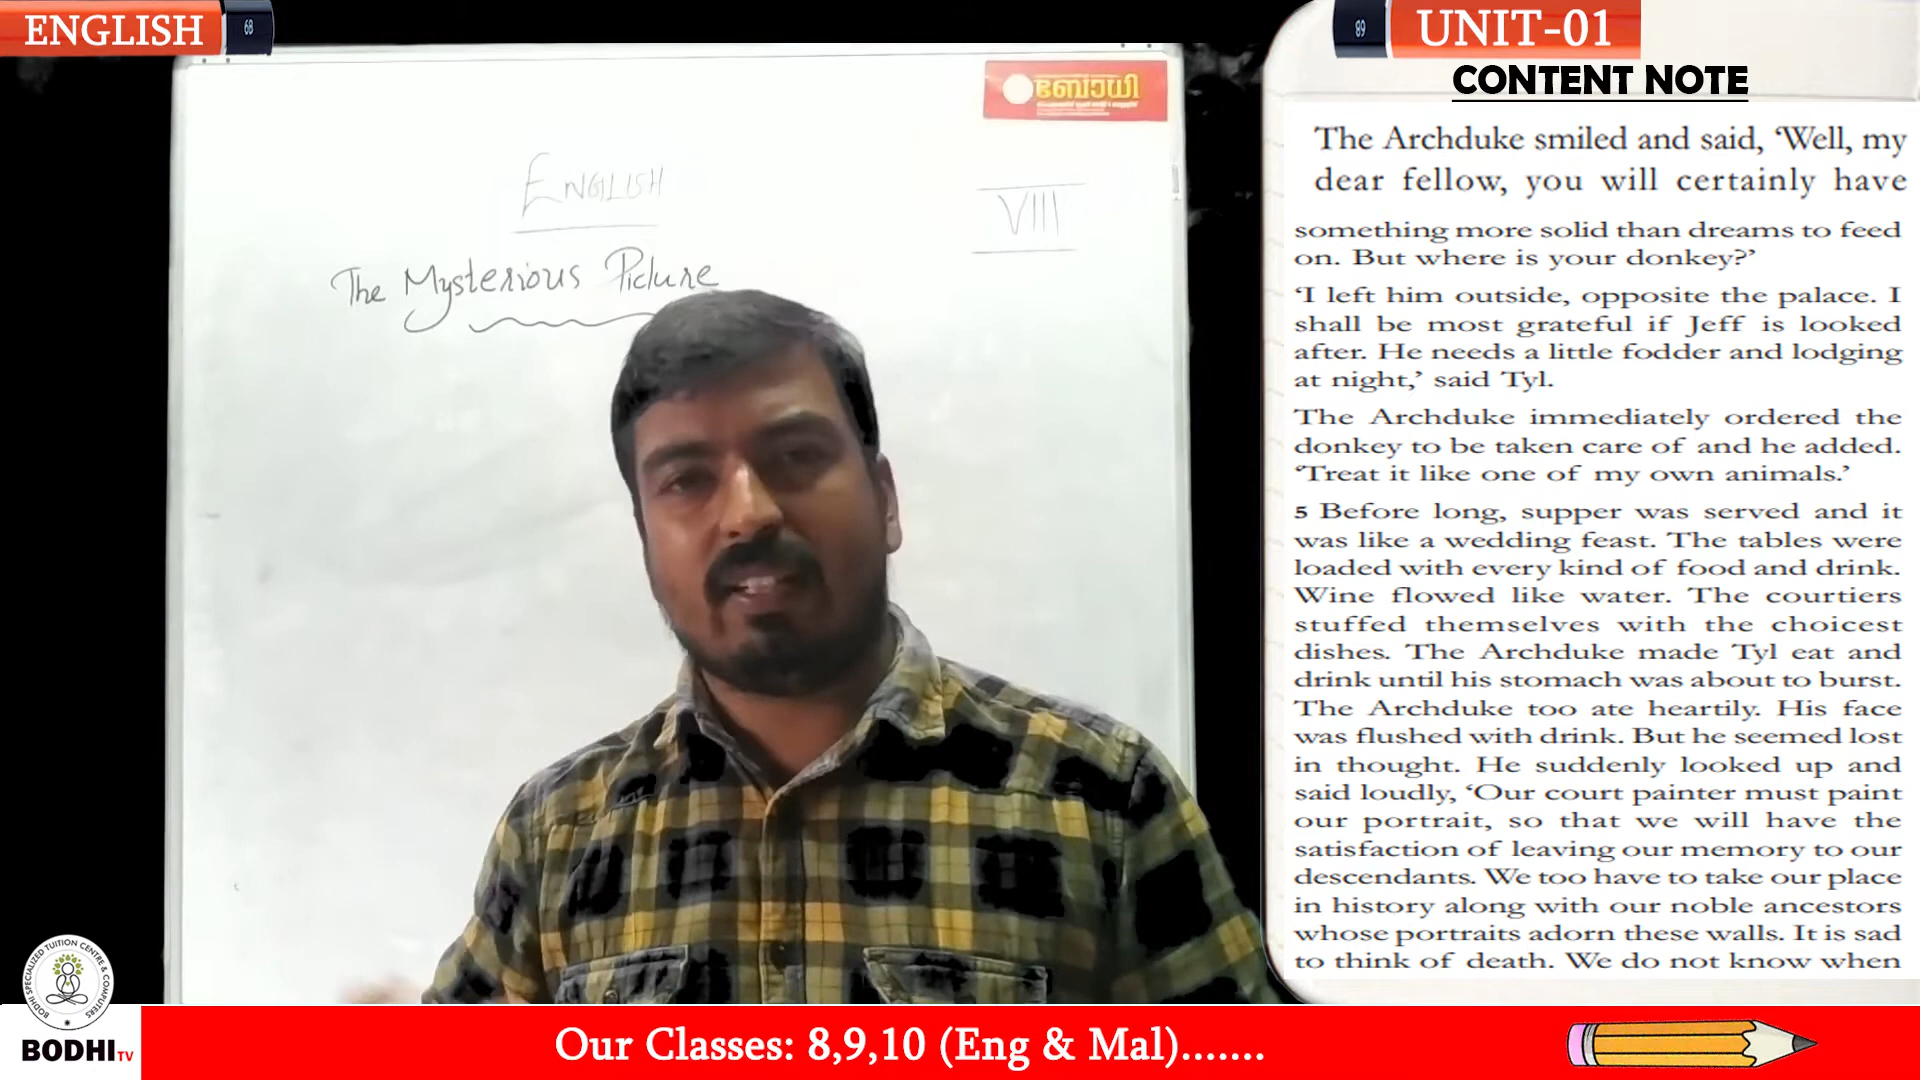 ENGLISH
68
ബോധി
ENGLISH
VIII
The Mysterious Picture
89
UNIT-01
CONTENT NOTE
The Archduke smiled and said, ‘Well, my
dear fellow, you will certainly have
something more solid than dreams to feed
on. But where is your donkey?’
‘I left him outside, opposite the palace. I
shall be most grateful if Jeff is looked
after. He needs a little fodder and lodging
at night,’ said Tyl.
The Archduke immediately ordered the
donkey to be taken care of and he added.
‘Treat it like one of my own animals.’
5 Before long, supper was served and it
was like a wedding feast. The tables were
loaded with every kind of food and drink.
Wine flowed like water. The courtiers
stuffed themselves with the choicest
dishes. The Archduke made Tyl eat and
drink until his stomach was about to burst.
The Archduke too ate heartily. His face
was flushed with drink. But he seemed lost
in thought. He suddenly looked up and
said loudly, ‘Our court painter must paint
our portrait, so that we will have the
satisfaction of leaving our memory to our
descendants. We too have to take our place
in history along with our noble ancestors
whose portraits adorn these walls. It is sad
to think of death. We do not know when
BODHI SPECIALIZED TUITION CENTRE & COMPUTERS
BODHI TV
Our Classes: 8,9,10 (Eng & Mal).......